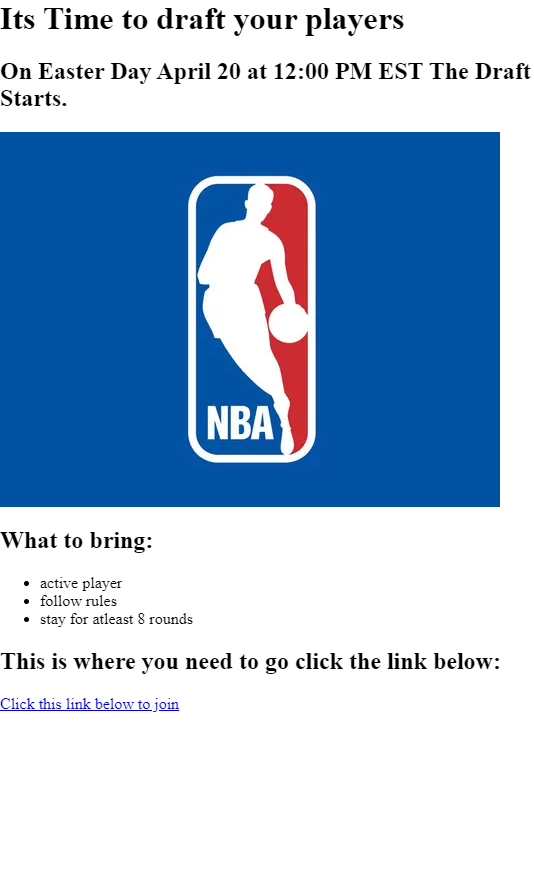 Its Time to draft your players
On Easter Day April 20 at 12:00 PM EST The Draft
Starts.
NBA
What to bring:
active player
follow rules
stay for atleast 8 rounds
This is where you need to go click the link below:
Click this link below to join